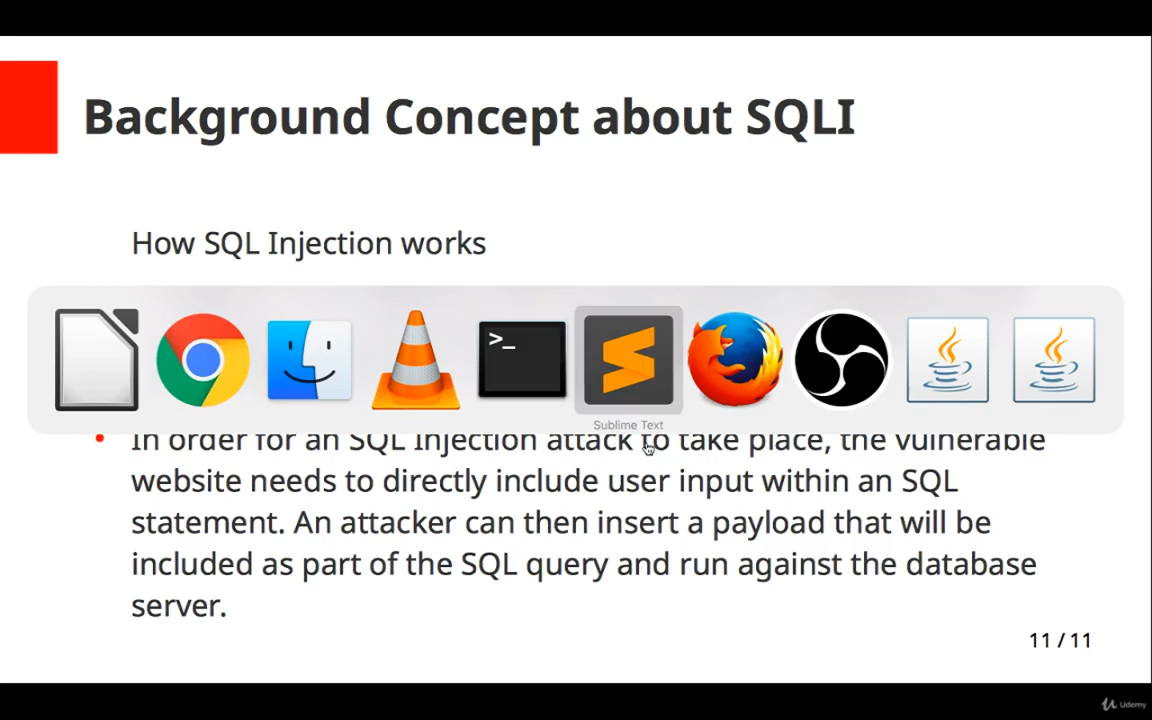 Background Concept about SQLI
How SQL Injection works
>_
Sublime Text
In order for an SQL Injection attack to take place, the vulnerable
website needs to directly include user input within an SQL
statement. An attacker can then insert a payload that will be
included as part of the SQL query and run against the database
server.
11 / 11
Udemy